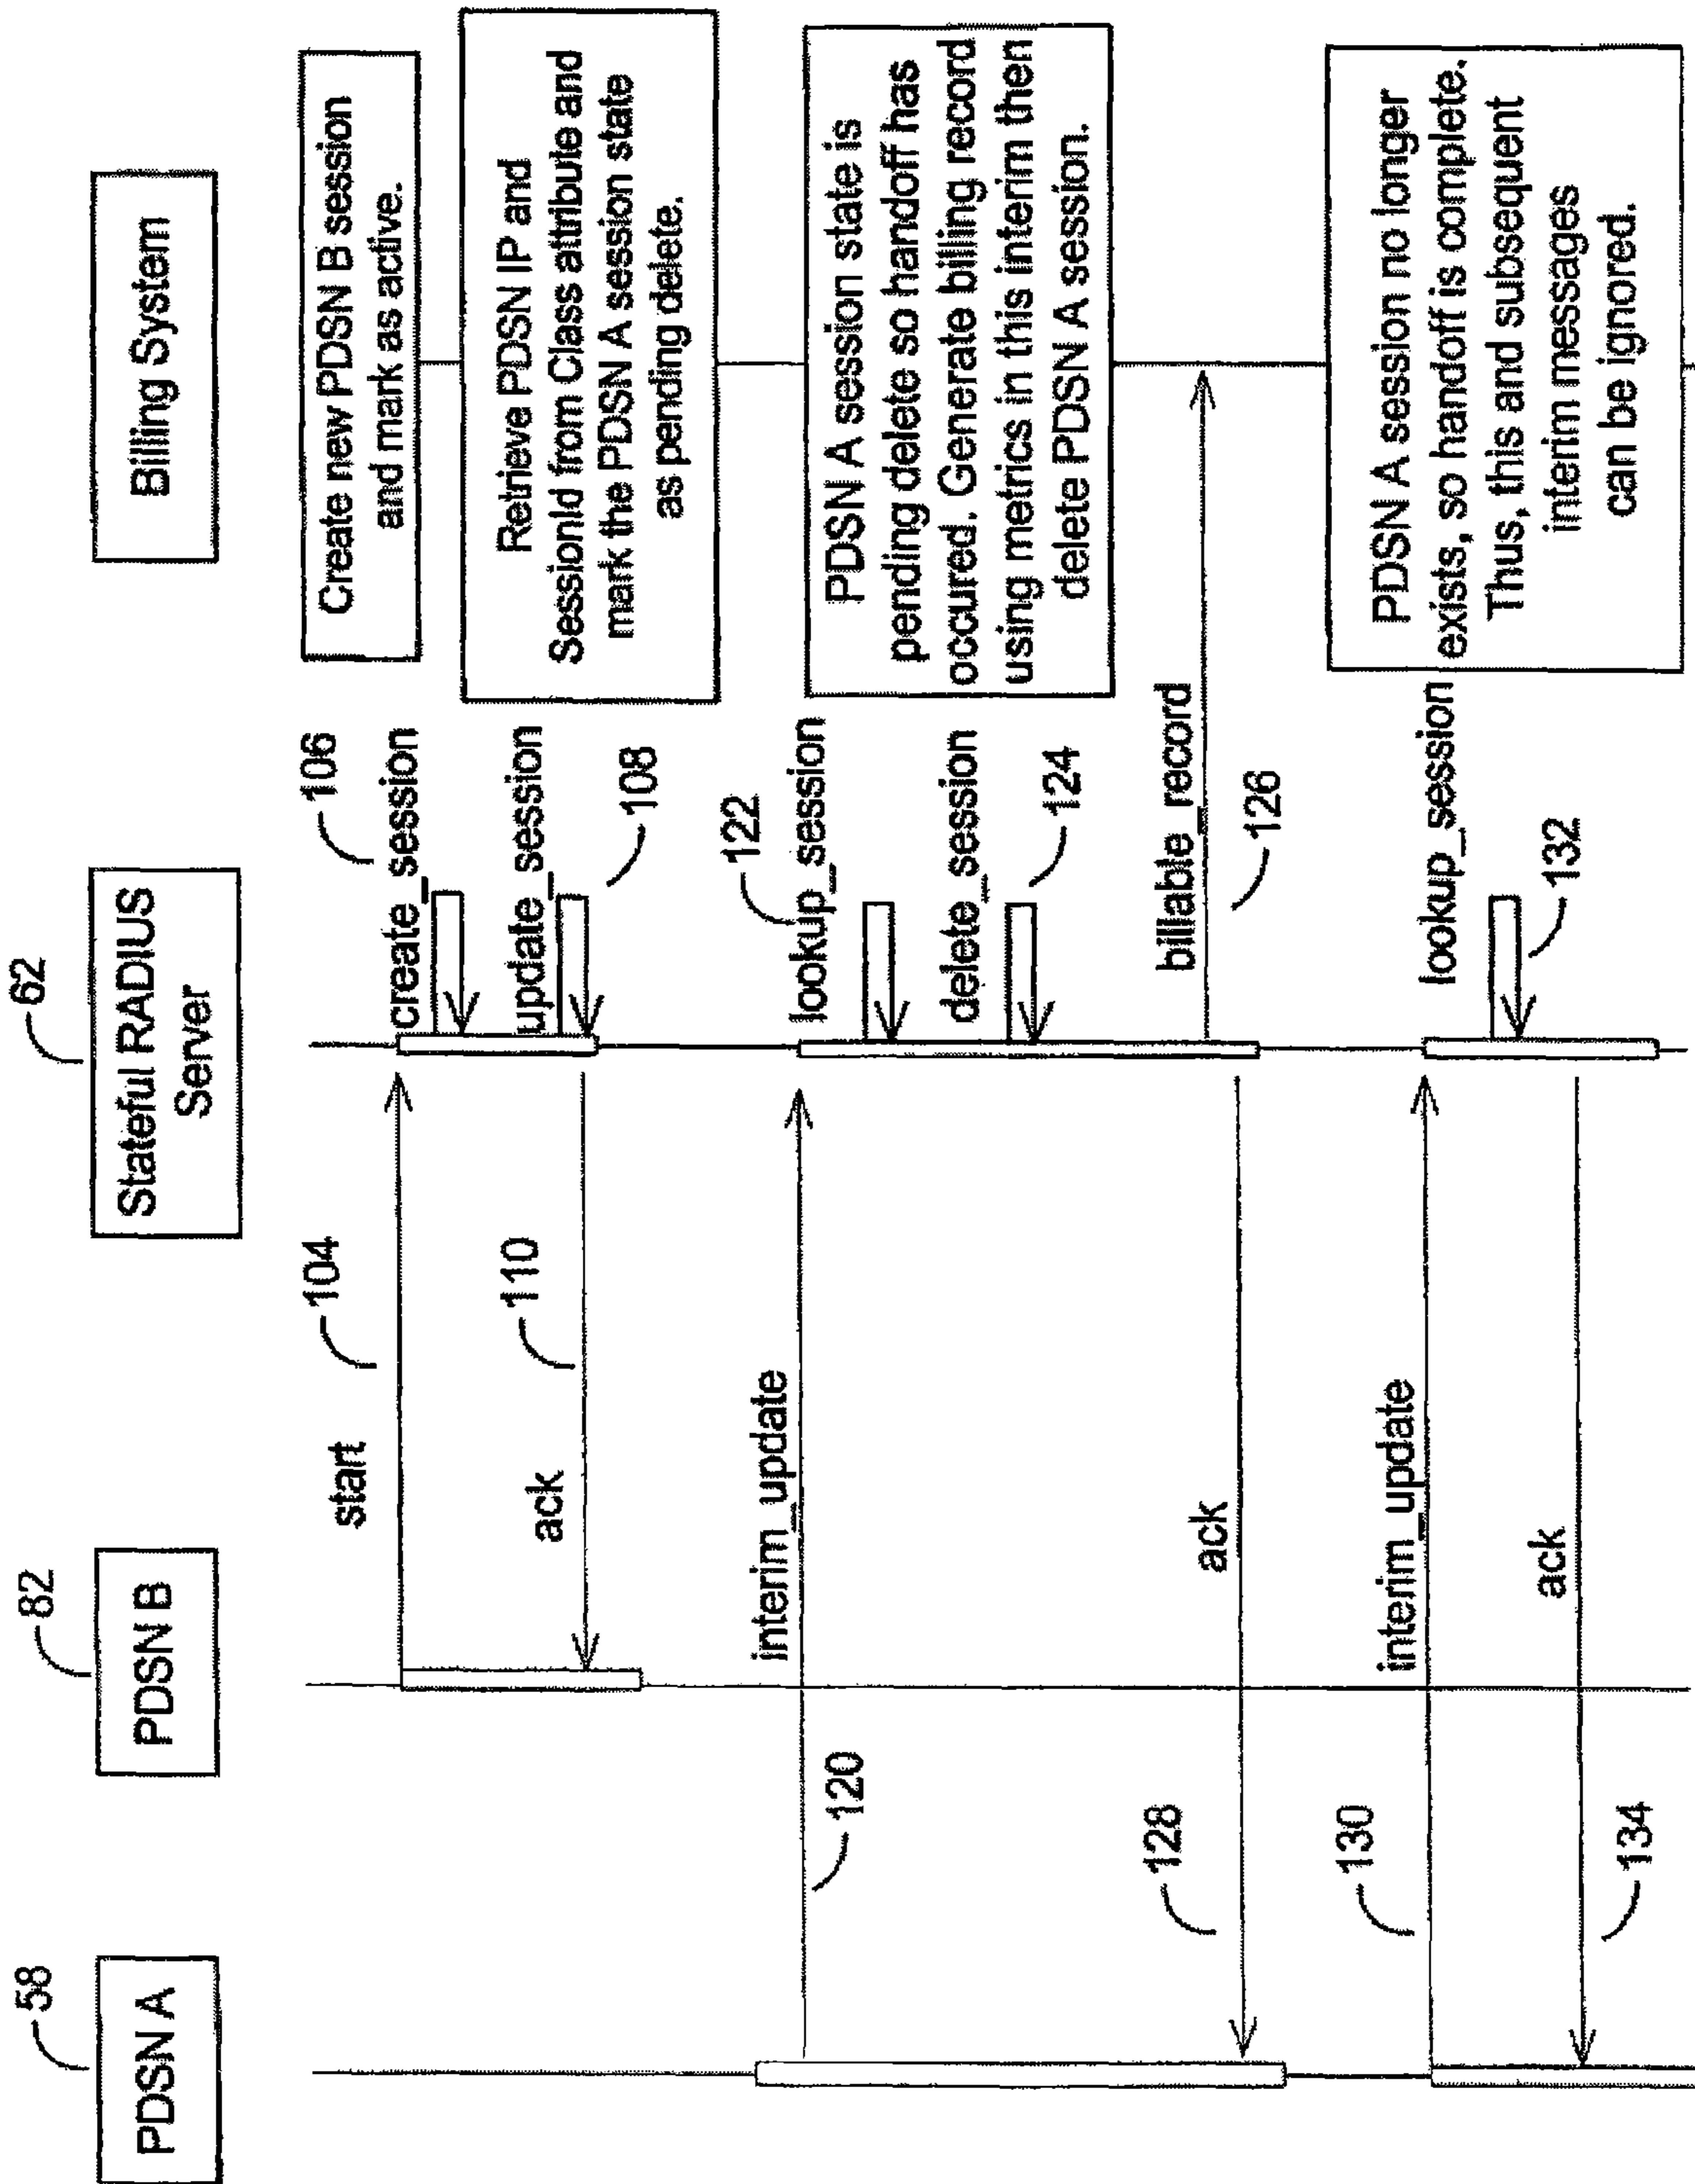 58
PDSN A
82
PDSN B
62
Stateful RADIUS
Server
Billing System
start
104
106
create_session
Create new PDSN B session
and mark as active.
ack
110
update_session
108
Retrieve PDSN IP and
SessionId from Class attribute and
mark the PDSN A session state
as pending delete.
interim_update
120
122
lookup_session
delete_session
124
PDSN A session state is
pending delete so handoff has
occured. Generate billing record
using metrics in this interim then
delete PDSN A session.
billable_record
126
128
ack
130
interim_update
lookup_session
132
PDSN A session no longer
exists, so handoff is complete.
Thus, this and subsequent
interim messages
can be ignored.
134
ack